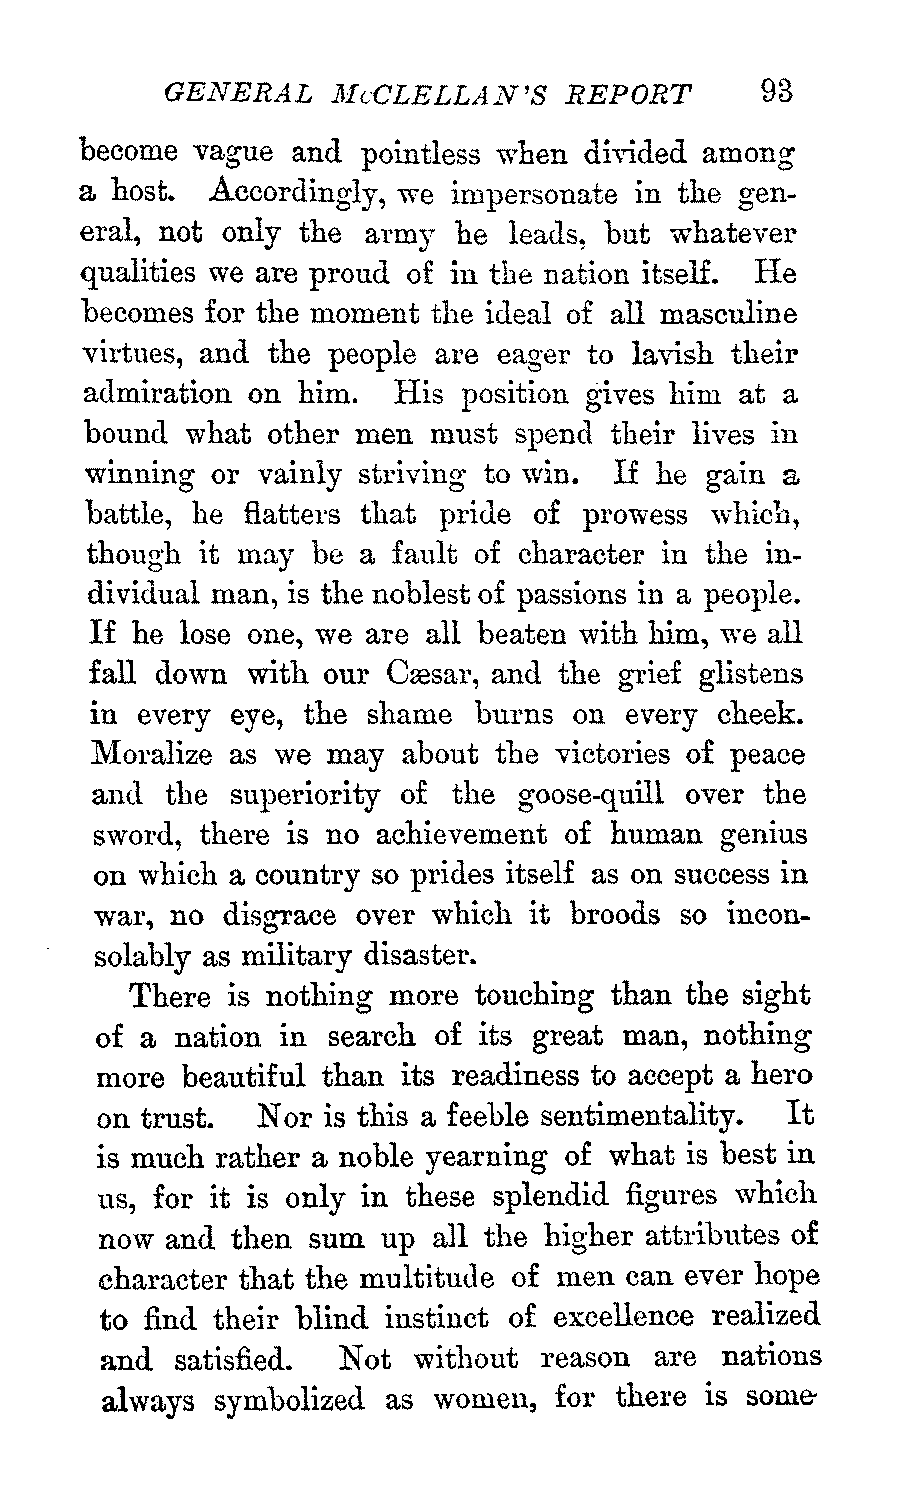 GENERAL McCLELLAN'S REPORT 93
become vague and pointless when divided among
a host. Accordingly, we impersonate in the gen-
eral, not only the army he leads, but whatever
qualities we are proud of in the nation itself. He
becomes for the moment the ideal of all masculine
virtues, and the people are eager to lavish their
admiration on him. His position gives him at a
bound what other men must spend their lives in
winning or vainly striving to win. If he gain a
battle, he flatters that pride of prowess which,
though it may be a fault of character in the in-
dividual man, is the noblest of passions in a people.
If he lose one, we are all beaten with him, we all
fall down with our Cæsar, and the grief glistens
in every eye, the shame burns on every cheek.
Moralize as we may about the victories of peace
and the superiority of the goose-quill over the
sword, there is no achievement of human genius
on which a country so prides itself as on success in
war, no disgrace over which it broods so incon-
solably as military disaster.
There is nothing more touching than the sight
of a nation in search of its great man, nothing
more beautiful than its readiness to accept a hero
on trust. Nor is this a feeble sentimentality. It
is much rather a noble yearning of what is best in
us, for it is only in these splendid figures which
now and then sum up all the higher attributes of
character that the multitude of men can ever hope
to find their blind instinct of excellence realized
and satisfied. Not without reason are nations
always symbolized as women, for there is some-